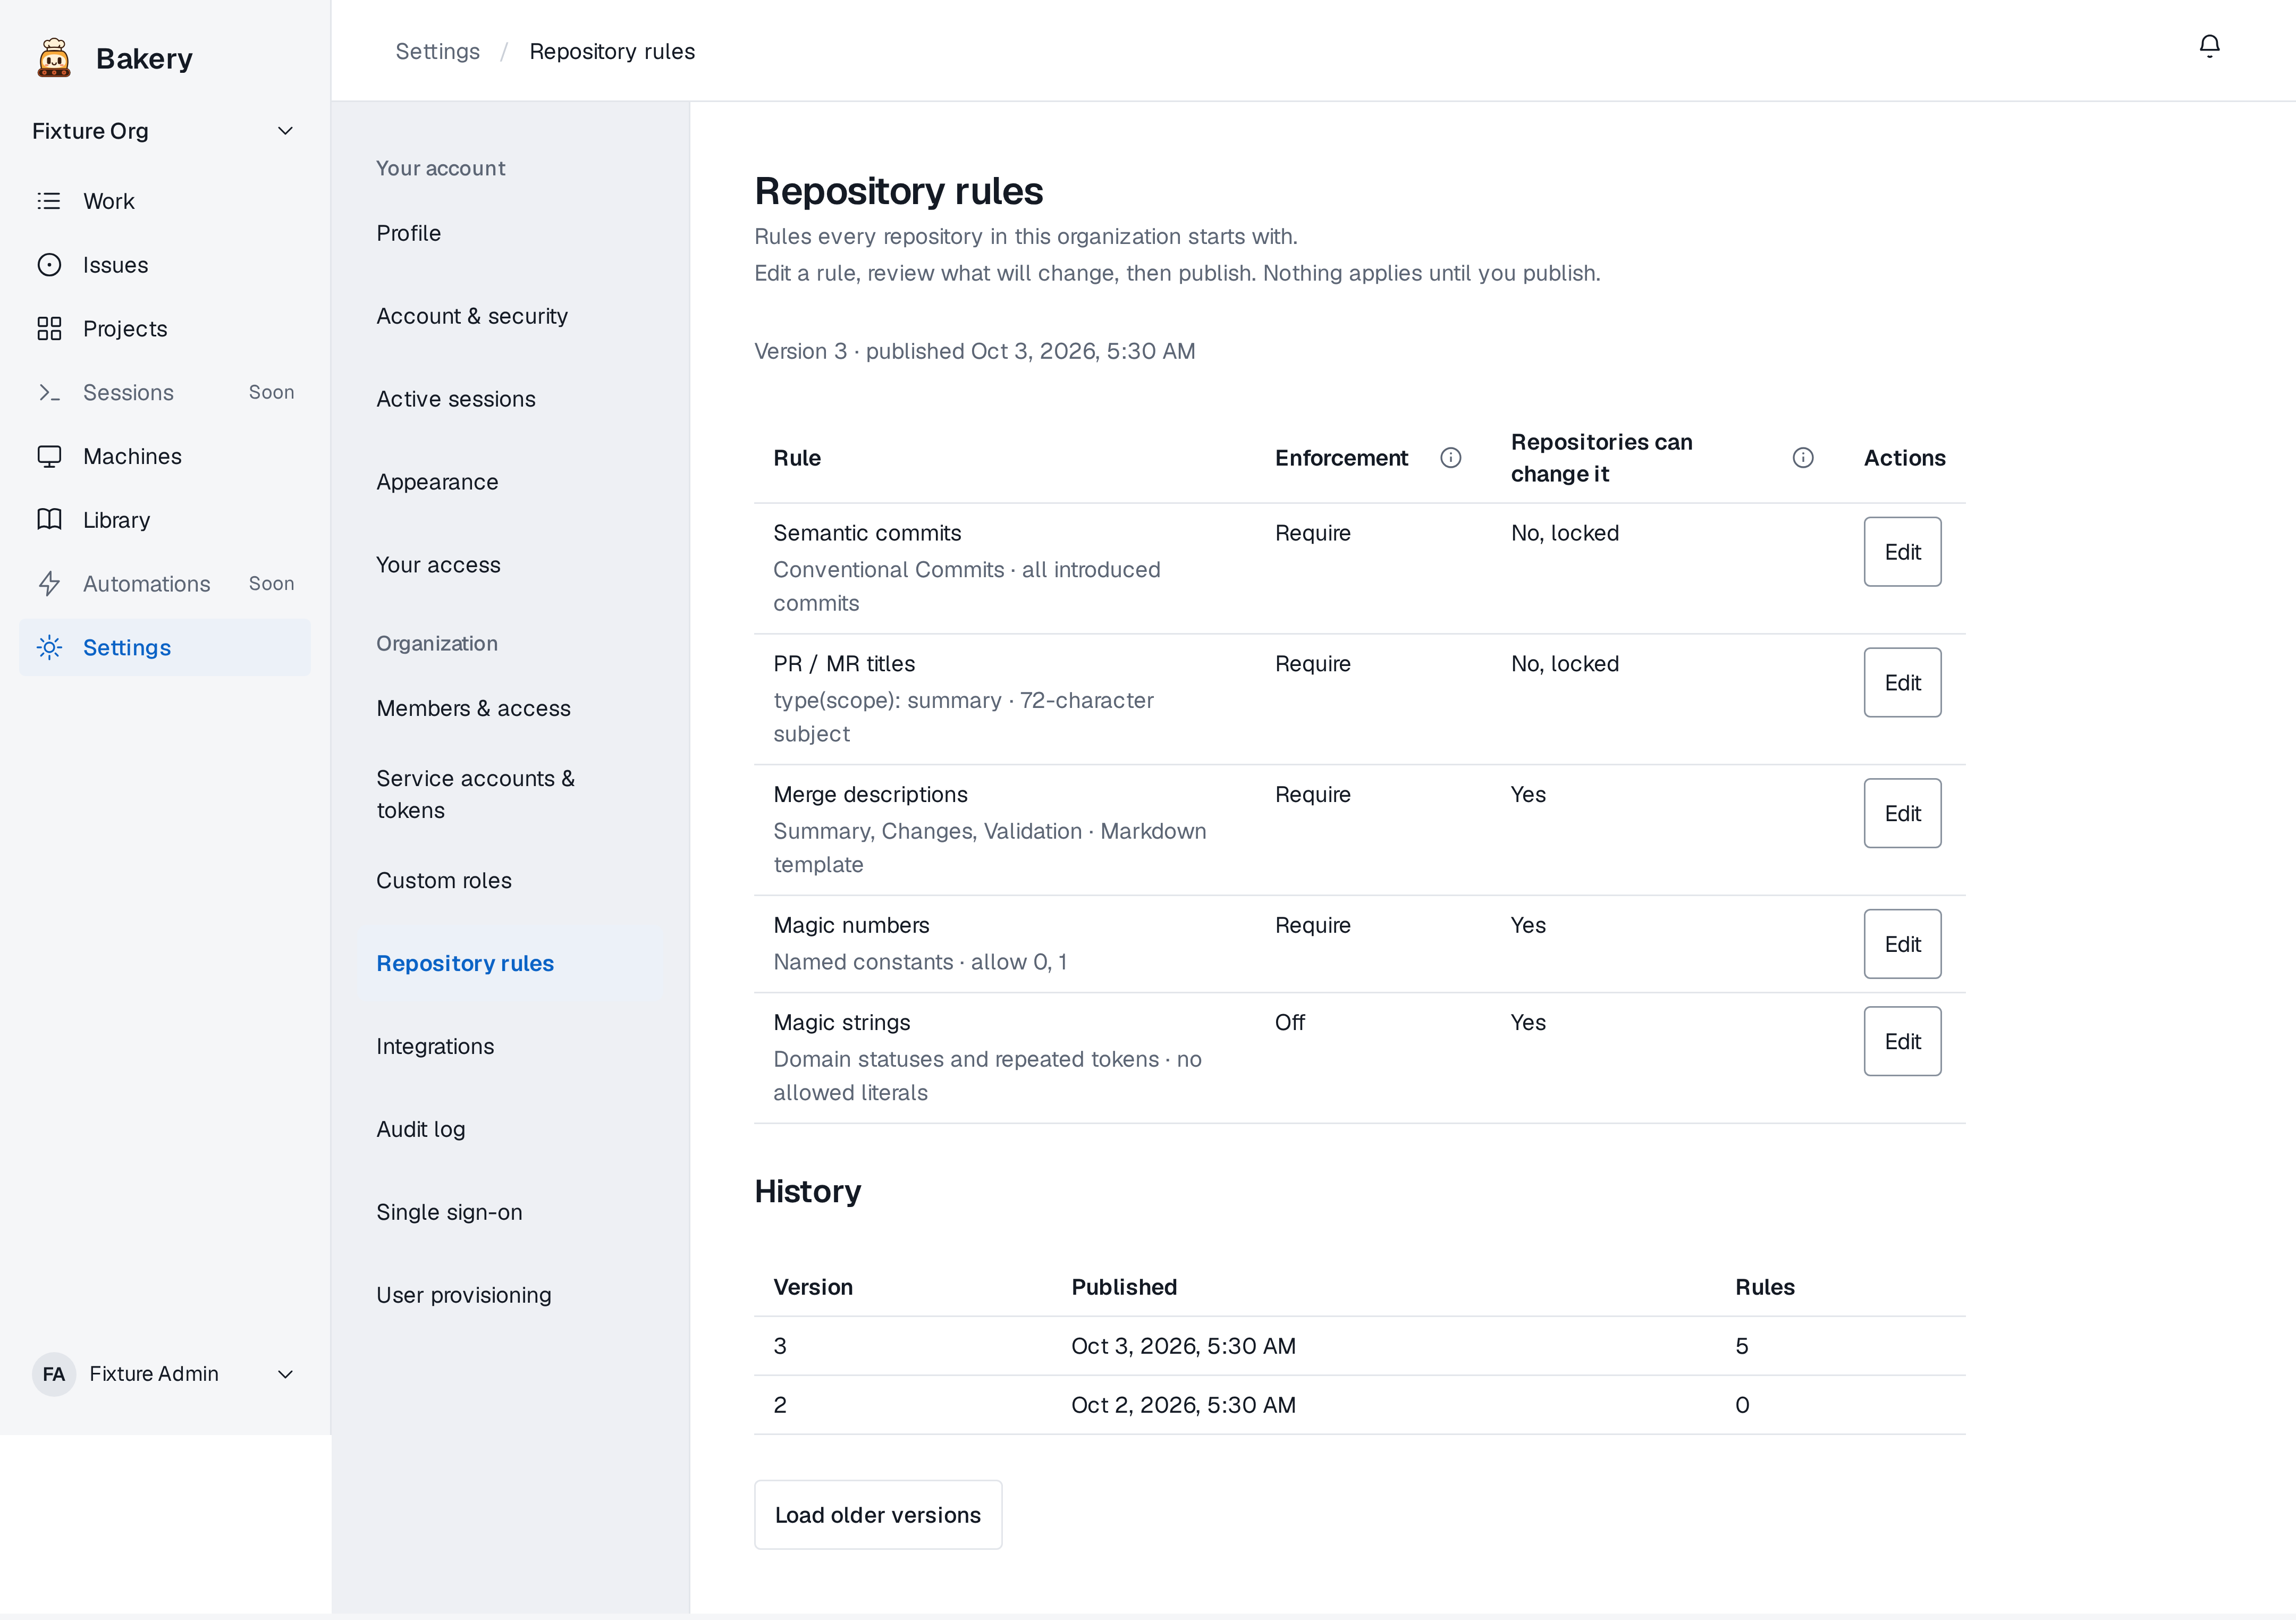 Bakery
Fixture Org
Work
Issues
Projects
Sessions Soon
Machines
Library
Automations Soon
Settings
FA Fixture Admin
Settings / Repository rules
Your account
Profile
Account & security
Active sessions
Appearance
Your access
Organization
Members & access
Service accounts &
tokens
Custom roles
Repository rules
Integrations
Audit log
Single sign-on
User provisioning
Repository rules
Rules every repository in this organization starts with.
Edit a rule, review what will change, then publish. Nothing applies until you publish.
Version 3 · published Oct 3, 2026, 5:30 AM
Rule Enforcement Repositories can
change it Actions
Semantic commits Require No, locked Edit
Conventional Commits · all introduced
commits
PR / MR titles Require No, locked Edit
type(scope): summary · 72-character
subject
Merge descriptions Require Yes Edit
Summary, Changes, Validation · Markdown
template
Magic numbers Require Yes Edit
Named constants · allow 0, 1
Magic strings Off Yes Edit
Domain statuses and repeated tokens · no
allowed literals
History
Version Published Rules
3 Oct 3, 2026, 5:30 AM 5
2 Oct 2, 2026, 5:30 AM 0
Load older versions